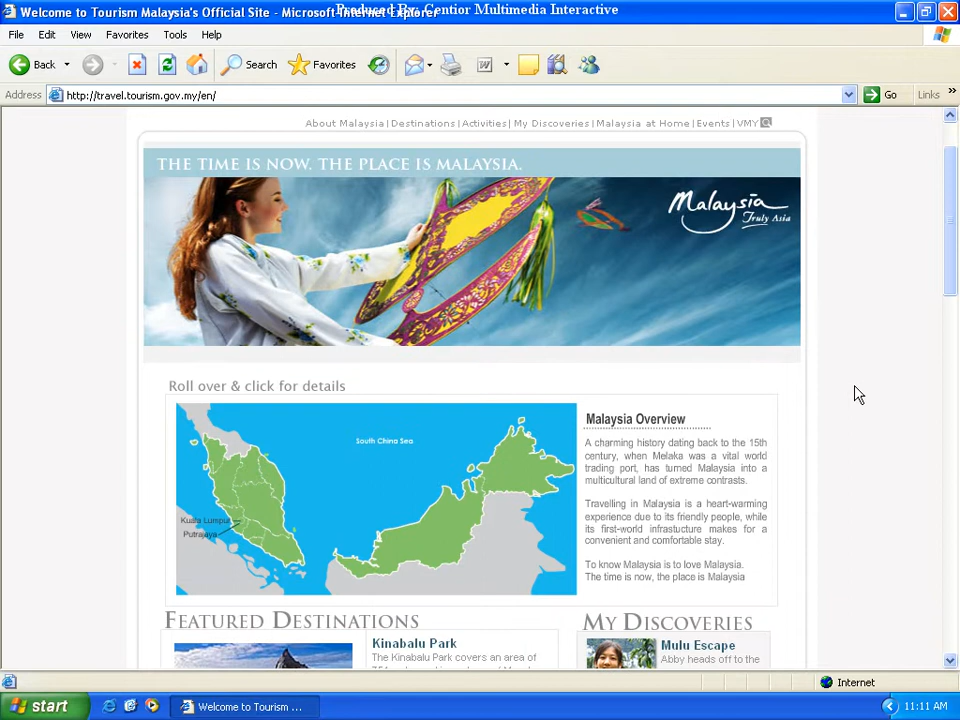 Welcome to Tourism Malaysia's Official Site - Microsoft Internet Explorer
Produced By: Centior Multimedia Interactive
File Edit View Favorites Tools Help
Back Search Favorites
Address http://travel.tourism.gov.my/en/ Go Links »
About Malaysia | Destinations | Activities | My Discoveries | Malaysia at Home | Events | VMY
THE TIME IS NOW. THE PLACE IS MALAYSIA.
Malaysia
Truly Asia
Roll over & click for details
South China Sea
Kuala Lumpur
Putrajaya
Malaysia Overview
A charming history dating back to the 15th
century, when Melaka was a vital world
trading port, has turned Malaysia into a
multicultural land of extreme contrasts.
Travelling in Malaysia is a heart-warming
experience due to its friendly people, while
its first-world infrastucture makes for a
convenient and comfortable stay.
To know Malaysia is to love Malaysia.
The time is now, the place is Malaysia
FEATURED DESTINATIONS
Kinabalu Park
The Kinabalu Park covers an area of
MY DISCOVERIES
Mulu Escape
Abby heads off to the
Internet
start Welcome to Tourism ... 11:11 AM